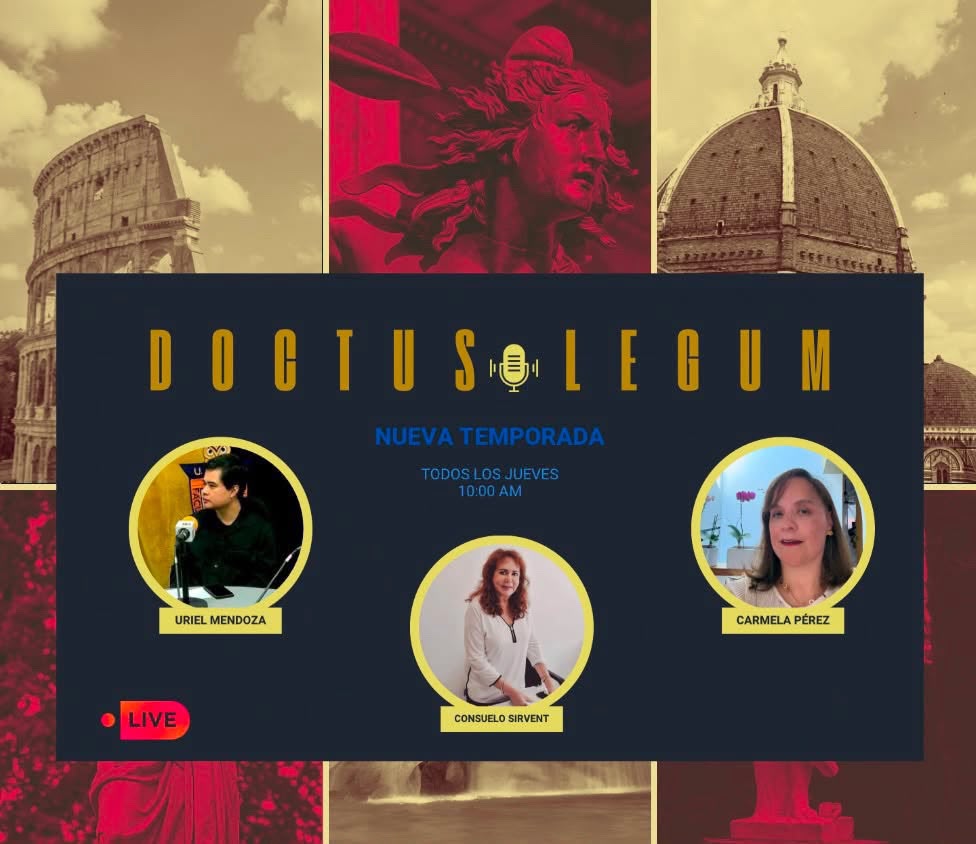 DOCTUS LEGUM
NUEVA TEMPORADA
TODOS LOS JUEVES
10:00 AM
URIEL MENDOZA
CARMELA PÉREZ
CONSUELO SIRVENT
LIVE